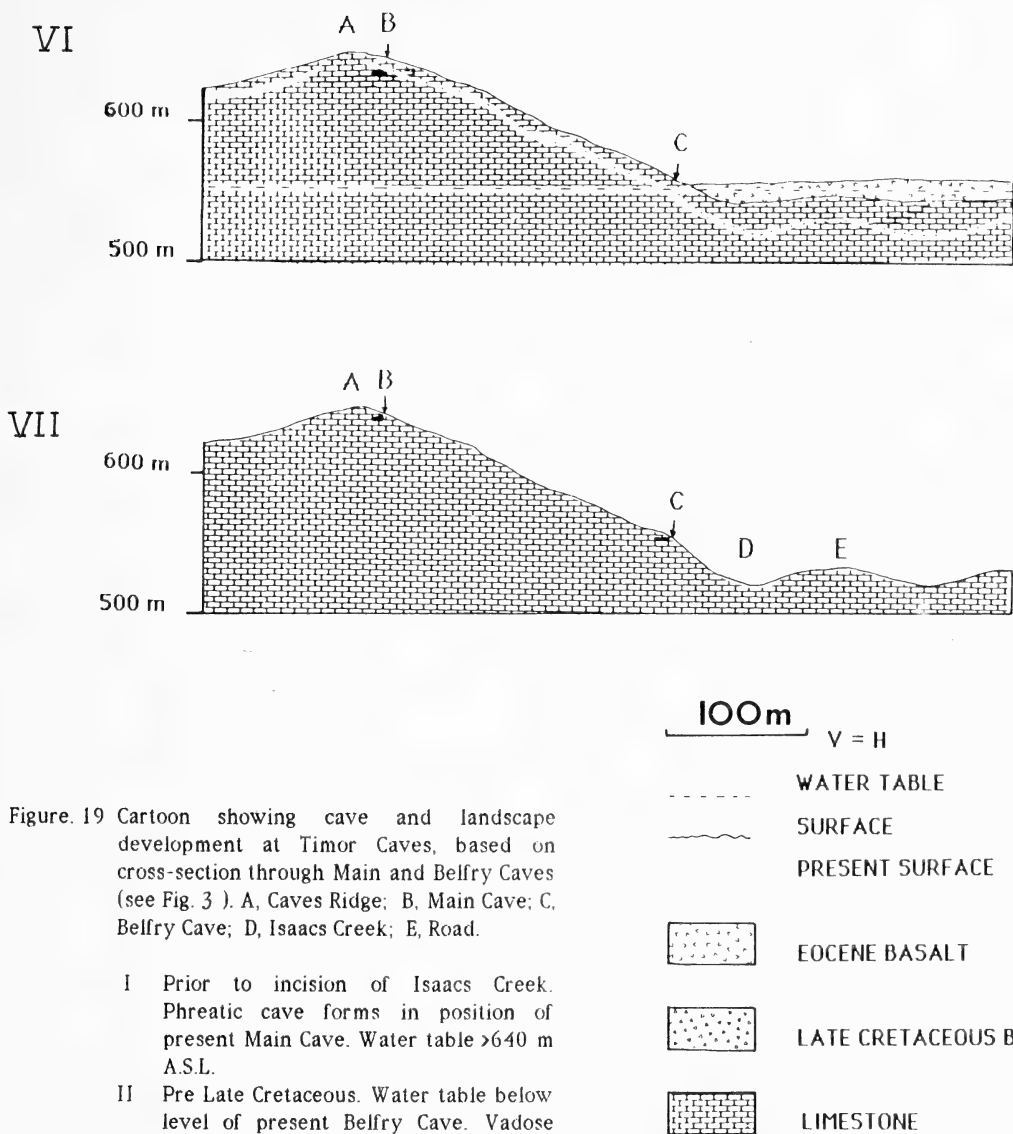 VI
A B
600 m
C
500 m
VII
A B
600 m
C
D E
500 m
100m
V = H
WATER TABLE
SURFACE
PRESENT SURFACE
EOCENE BASALT
LATE CRETACEOUS B
LIMESTONE
Figure. 19 Cartoon showing cave and landscape
development at Timor Caves, based on
cross-section through Main and Belfry Caves
(see Fig. 3 ). A, Caves Ridge; B, Main Cave; C,
Belfry Cave; D, Isaacs Creek; E, Road.
I Prior to incision of Isaacs Creek.
Phreatic cave forms in position of
present Main Cave. Water table >640 m
A.S.L.
II Pre Late Cretaceous. Water table below
level of present Belfry Cave. Vadose